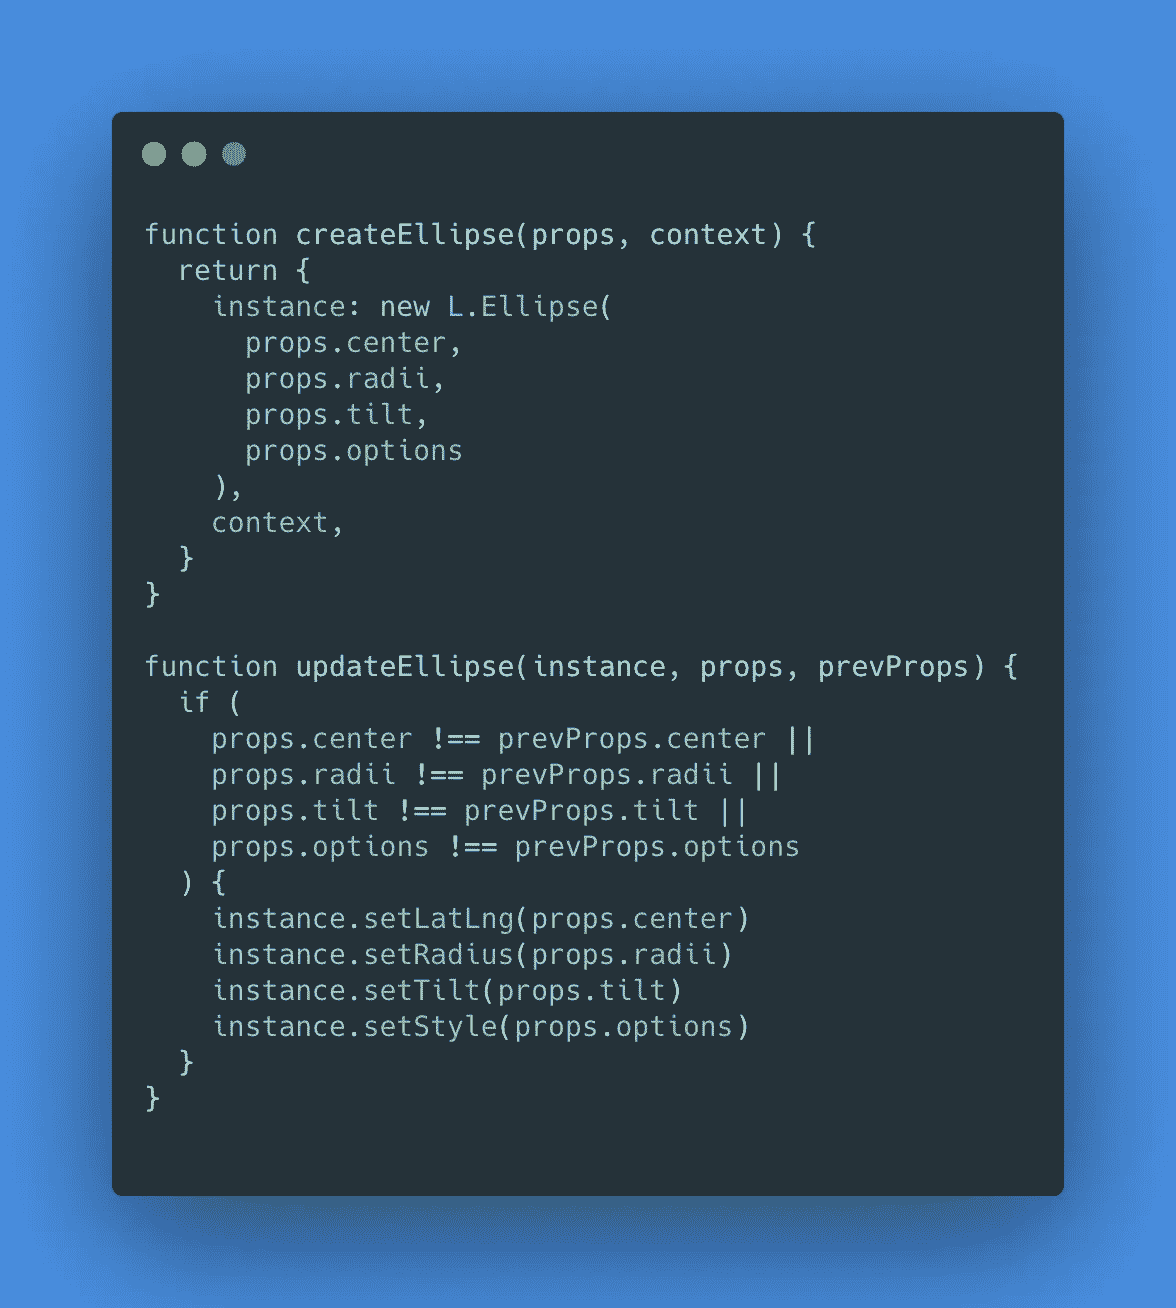 function createEllipse(props, context) {
  return {
    instance: new L.Ellipse(
      props.center,
      props.radii,
      props.tilt,
      props.options
    ),
    context,
  }
}

function updateEllipse(instance, props, prevProps) {
  if (
    props.center !== prevProps.center ||
    props.radii !== prevProps.radii ||
    props.tilt !== prevProps.tilt ||
    props.options !== prevProps.options
  ) {
    instance.setLatLng(props.center)
    instance.setRadius(props.radii)
    instance.setTilt(props.tilt)
    instance.setStyle(props.options)
  }
}